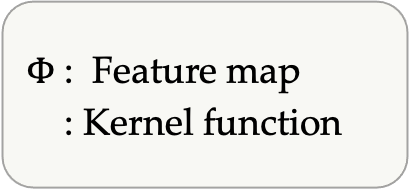 Φ : Feature map
: Kernel function